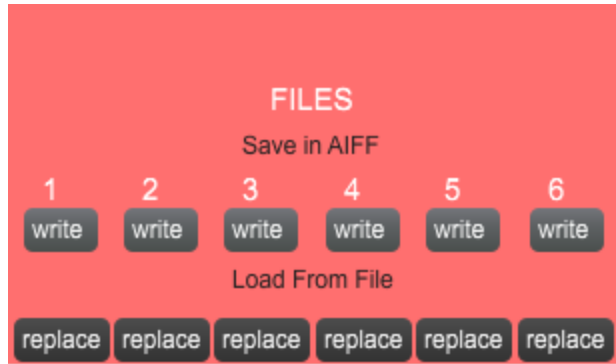 FILES
Save in AIFF
1 2 3 4 5 6
write write write write write write
Load From File
replace replace replace replace replace replace